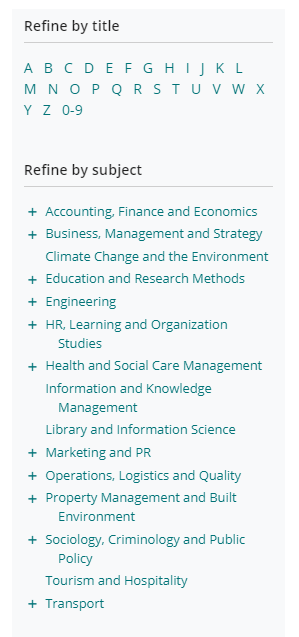 Refine by title
A B C D E F G H I J K L
M N O P Q R S T U V W X
Y Z 0-9
Refine by subject
+ Accounting, Finance and Economics
+ Business, Management and Strategy
Climate Change and the Environment
+ Education and Research Methods
+ Engineering
+ HR, Learning and Organization
Studies
+ Health and Social Care Management
Information and Knowledge
Management
Library and Information Science
+ Marketing and PR
+ Operations, Logistics and Quality
+ Property Management and Built
Environment
+ Sociology, Criminology and Public
Policy
Tourism and Hospitality
+ Transport